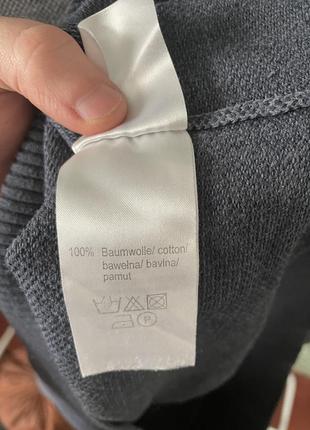 100% Baumwolle/ cotton/
bawełna/ bavlna/
pamut
P